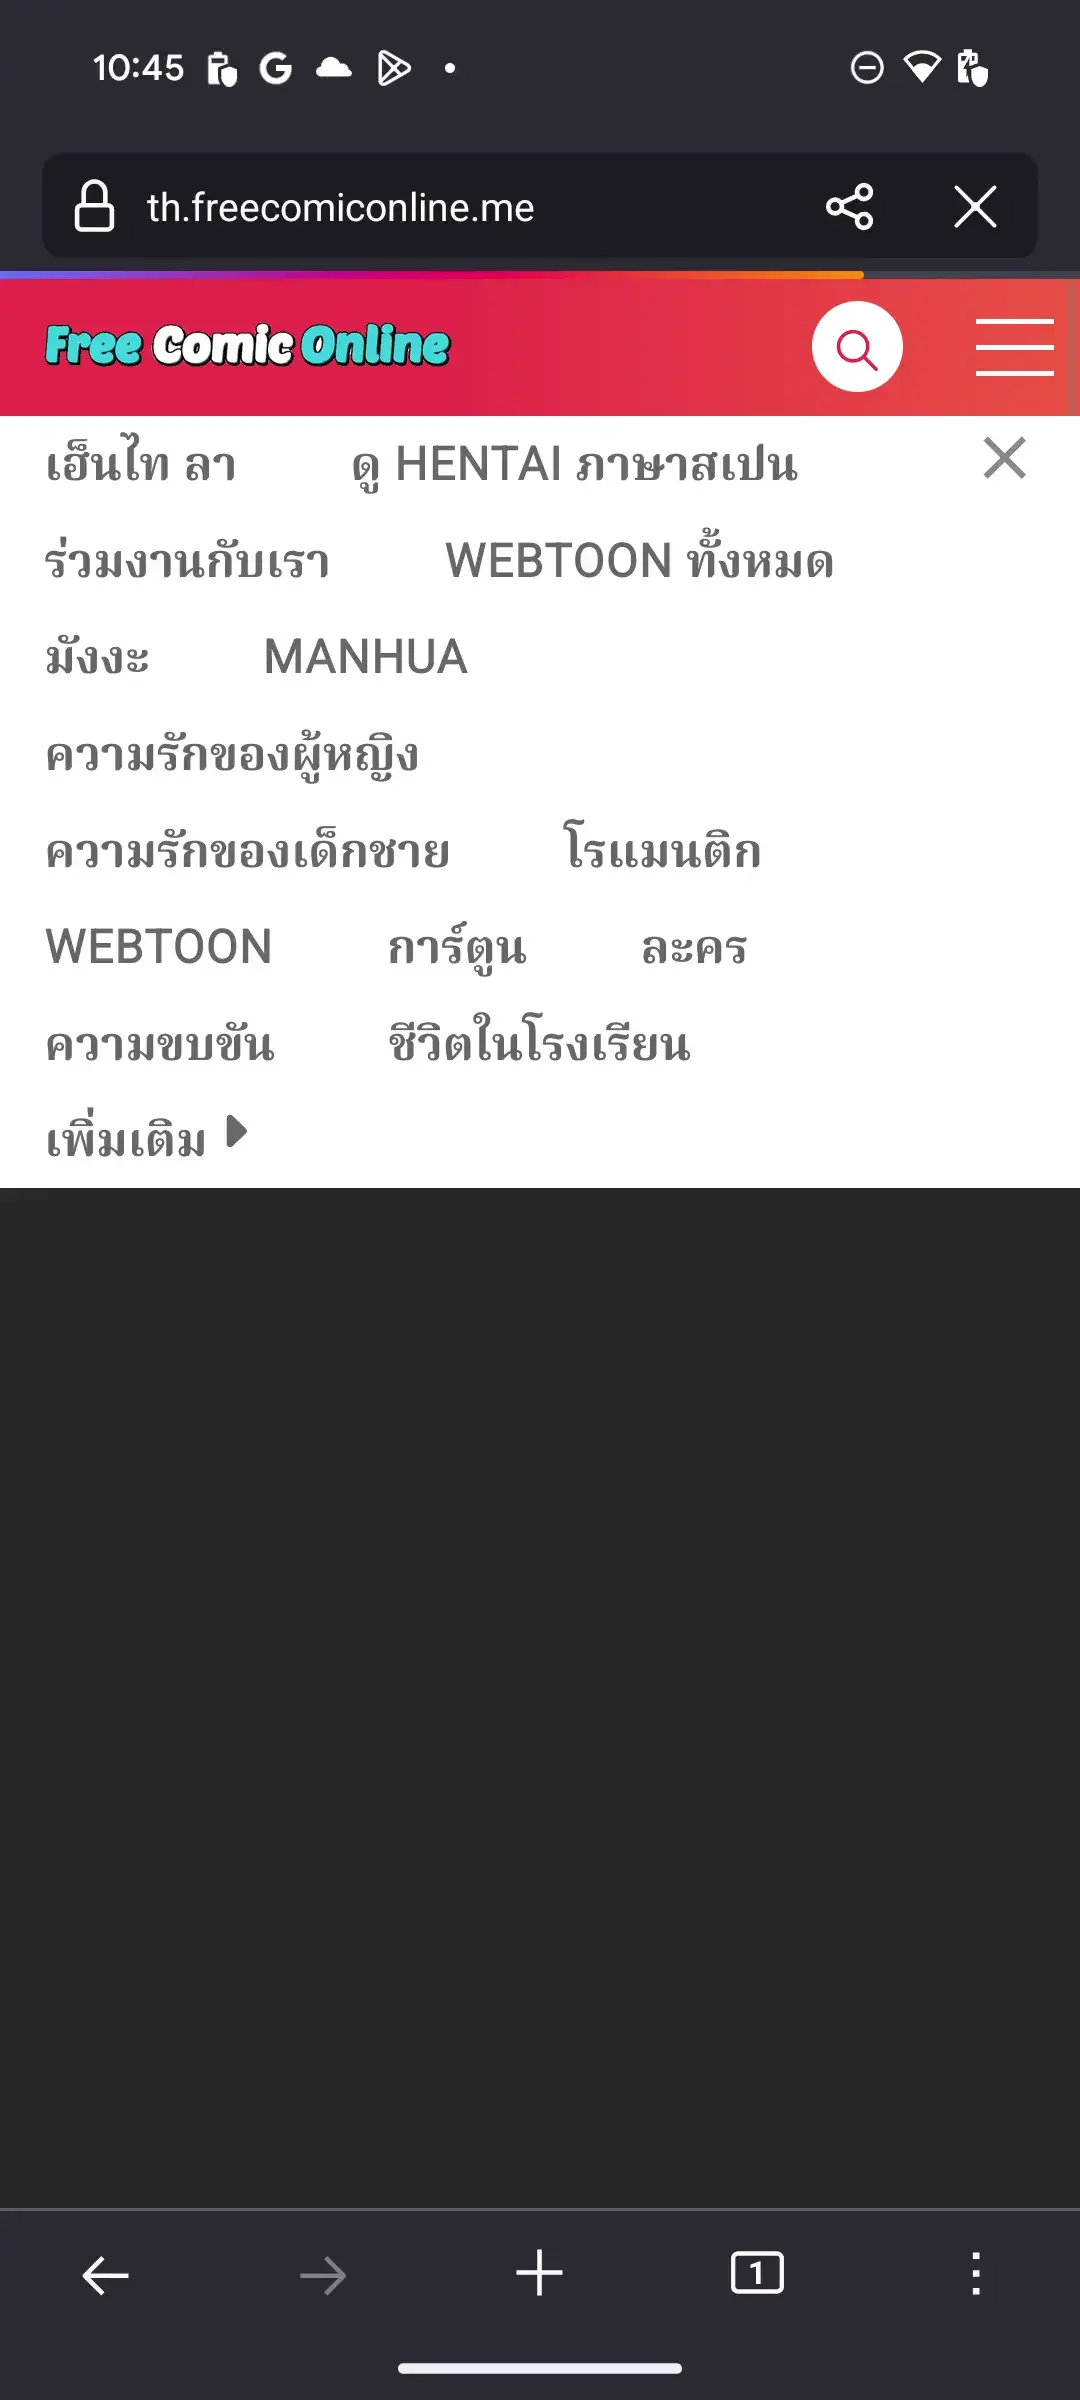 10:45
th.freecomiconline.me
Free Comic Online
เฮ็นไท ลา ดู HENTAI ภาษาสเปน
ร่วมงานกับเรา WEBTOON ทั้งหมด
มังงะ MANHUA
ความรักของผู้หญิง
ความรักของเด็กชาย โรแมนติก
WEBTOON การ์ตูน ละคร
ความขบขัน ชีวิตในโรงเรียน
เพิ่มเติม
1